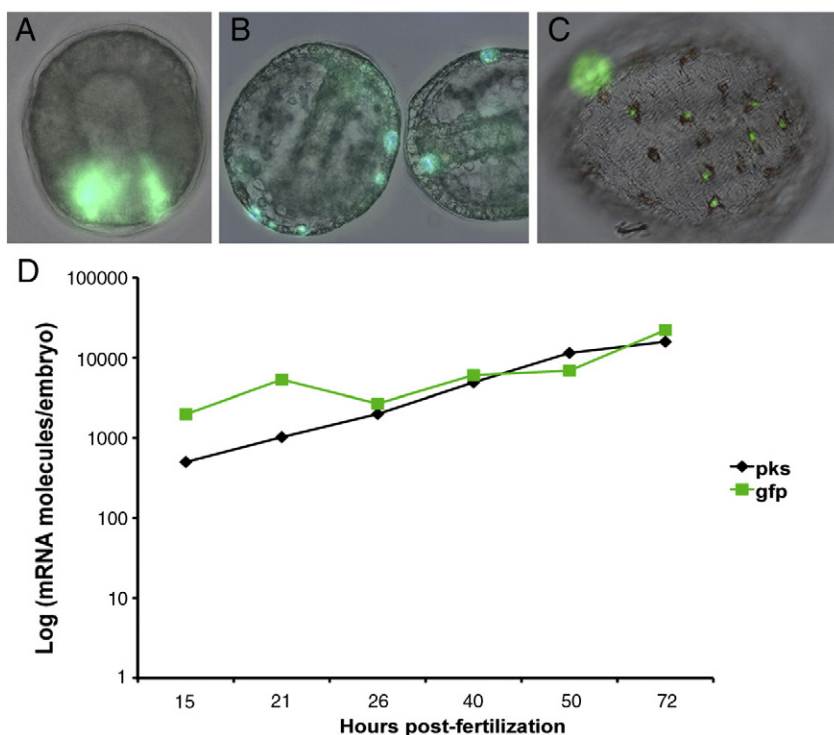 A
B
C
D
100000
10000
1000
100
10
1
Log (mRNA molecules/embryo)
15 21 26 40 50 72
Hours post-fertilization
pks
gfp